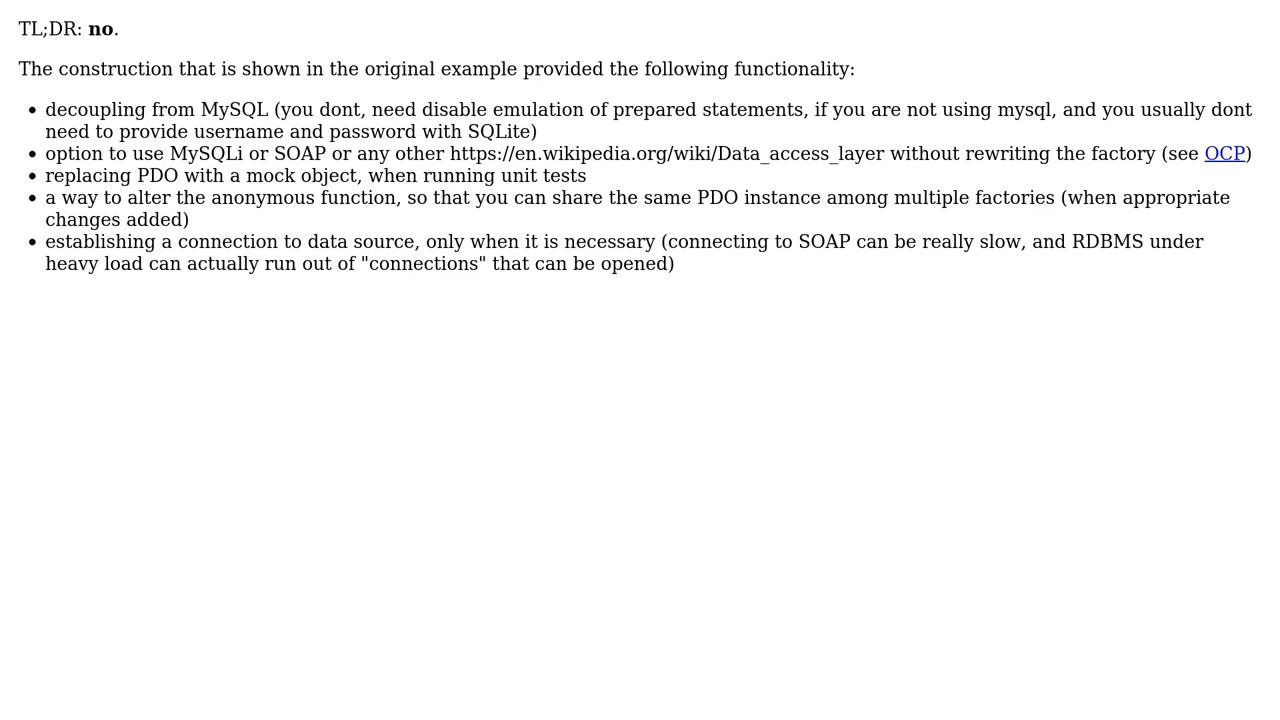 TL;DR: no.
The construction that is shown in the original example provided the following functionality:
• decoupling from MySQL (you dont, need disable emulation of prepared statements, if you are not using mysql, and you usually dont
need to provide username and password with SQLite)
• option to use MySQLi or SOAP or any other https://en.wikipedia.org/wiki/Data_access_layer without rewriting the factory (see OCP)
• replacing PDO with a mock object, when running unit tests
• a way to alter the anonymous function, so that you can share the same PDO instance among multiple factories (when appropriate
changes added)
• establishing a connection to data source, only when it is necessary (connecting to SOAP can be really slow, and RDBMS under
heavy load can actually run out of "connections" that can be opened)